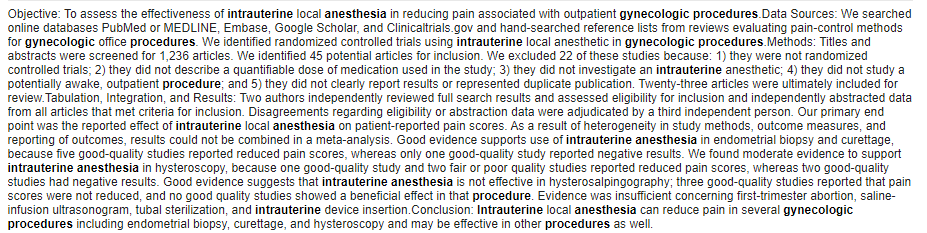 Objective: To assess the effectiveness of intrauterine local anesthesia in reducing pain associated with outpatient gynecologic procedures.Data Sources: We searched
online databases PubMed or MEDLINE, Embase, Google Scholar, and Clinicaltrials.gov and hand-searched reference lists from reviews evaluating pain-control methods
for gynecologic office procedures. We identified randomized controlled trials using intrauterine local anesthetic in gynecologic procedures.Methods: Titles and
abstracts were screened for 1,236 articles. We identified 45 potential articles for inclusion. We excluded 22 of these studies because: 1) they were not randomized
controlled trials; 2) they did not describe a quantifiable dose of medication used in the study; 3) they did not investigate an intrauterine anesthetic; 4) they did not study a
potentially awake, outpatient procedure; and 5) they did not clearly report results or represented duplicate publication. Twenty-three articles were ultimately included for
review.Tabulation, Integration, and Results: Two authors independently reviewed full search results and assessed eligibility for inclusion and independently abstracted data
from all articles that met criteria for inclusion. Disagreements regarding eligibility or abstraction data were adjudicated by a third independent person. Our primary end
point was the reported effect of intrauterine local anesthesia on patient-reported pain scores. As a result of heterogeneity in study methods, outcome measures, and
reporting of outcomes, results could not be combined in a meta-analysis. Good evidence supports use of intrauterine anesthesia in endometrial biopsy and curettage,
because five good-quality studies reported reduced pain scores, whereas only one good-quality study reported negative results. We found moderate evidence to support
intrauterine anesthesia in hysteroscopy, because one good-quality study and two fair or poor quality studies reported reduced pain scores, whereas two good-quality
studies had negative results. Good evidence suggests that intrauterine anesthesia is not effective in hysterosalpingography; three good-quality studies reported that pain
scores were not reduced, and no good quality studies showed a beneficial effect in that procedure. Evidence was insufficient concerning first-trimester abortion, saline-
infusion ultrasonogram, tubal sterilization, and intrauterine device insertion.Conclusion: Intrauterine local anesthesia can reduce pain in several gynecologic
procedures including endometrial biopsy, curettage, and hysteroscopy and may be effective in other procedures as well.